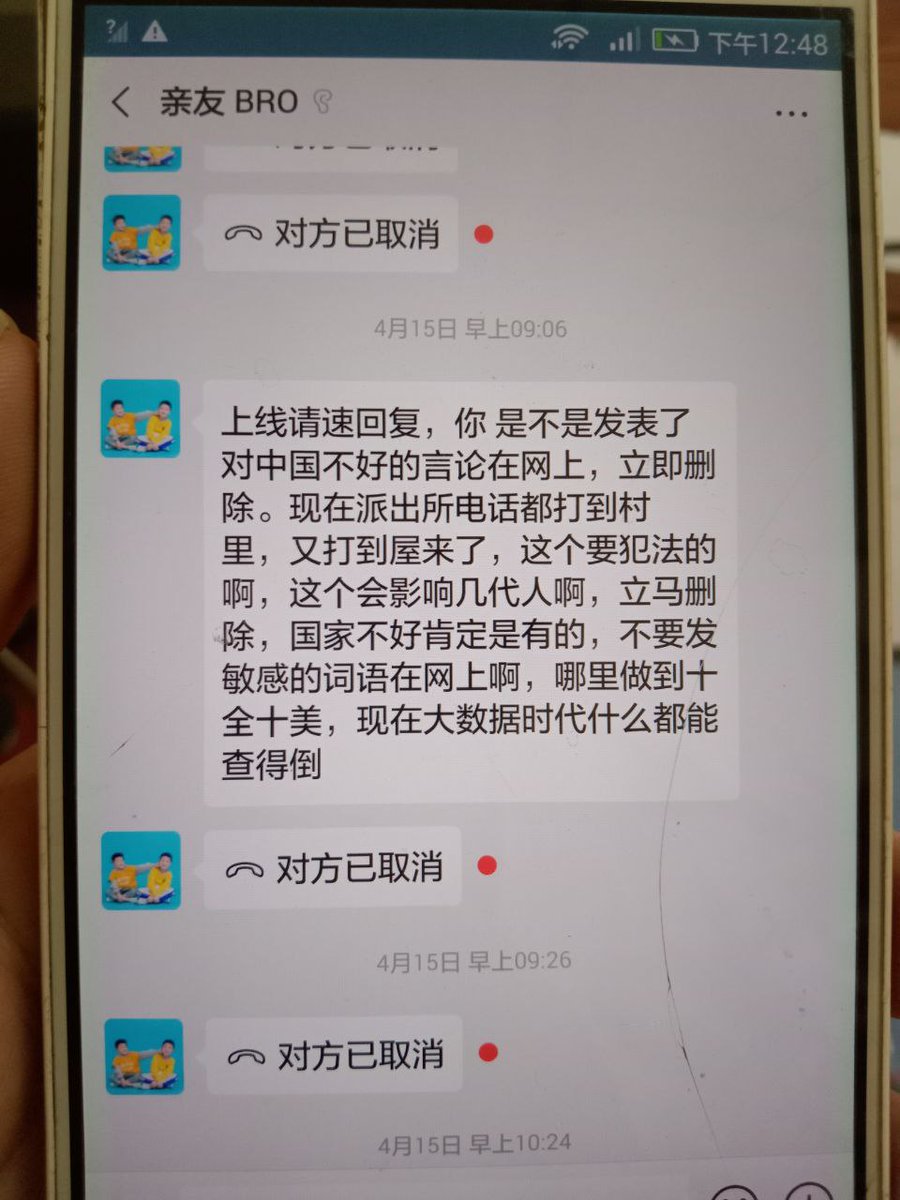 下午12:48
亲友 BRO
对方已取消
4月15日 早上09:06
上线请速回复，你 是不是发表了
对中国不好的言论在网上，立即删
除。现在派出所电话都打到村
里，又打到屋来了，这个要犯法的
啊，这个会影响几代人啊，立马删
除，国家不好肯定是有的，不要发
敏感的词语在网上啊，哪里做到十
全十美，现在大数据时代什么都能
查得倒
对方已取消
4月15日 早上09:26
对方已取消
4月15日 早上10:24